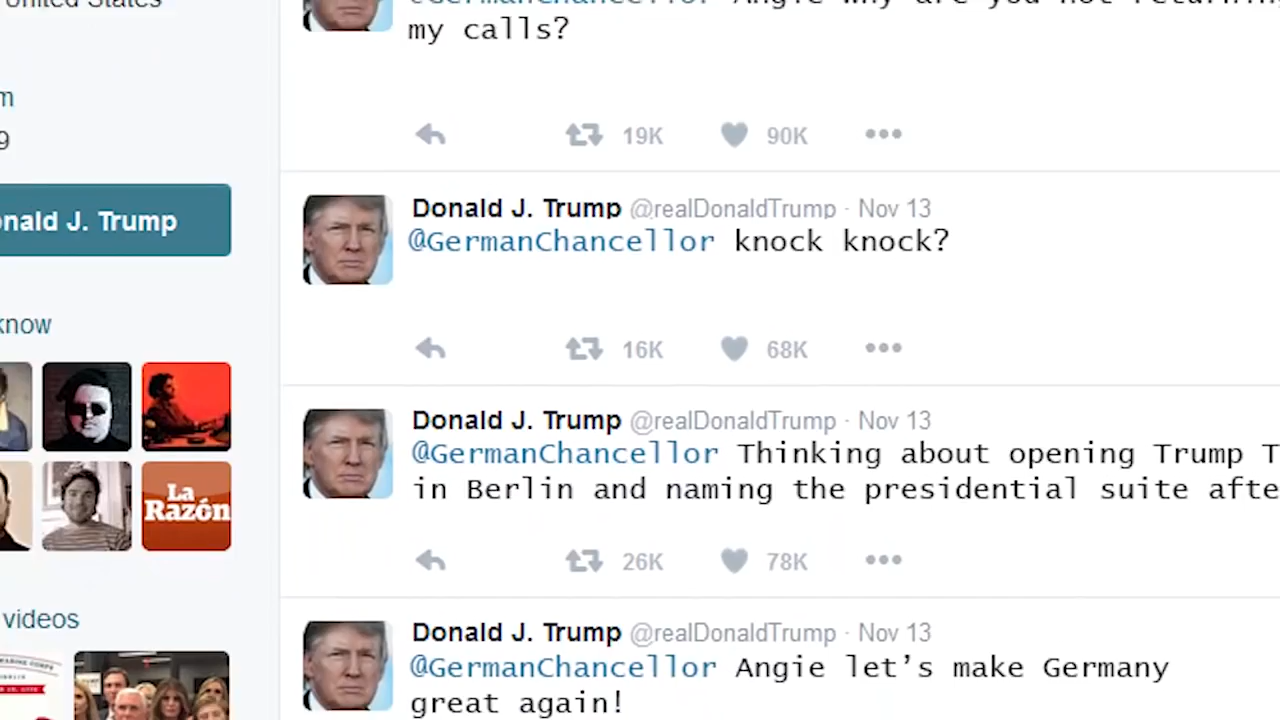 United States
@GermanChancellor Angie why are you not returning
my calls?
m
9
19K 90K
nald J. Trump
Donald J. Trump @realDonaldTrump · Nov 13
@GermanChancellor knock knock?
know
16K 68K
Donald J. Trump @realDonaldTrump · Nov 13
@GermanChancellor Thinking about opening Trump T
in Berlin and naming the presidential suite afte
La
Razón
26K 78K
videos
Donald J. Trump @realDonaldTrump · Nov 13
@GermanChancellor Angie let’s make Germany
great again!